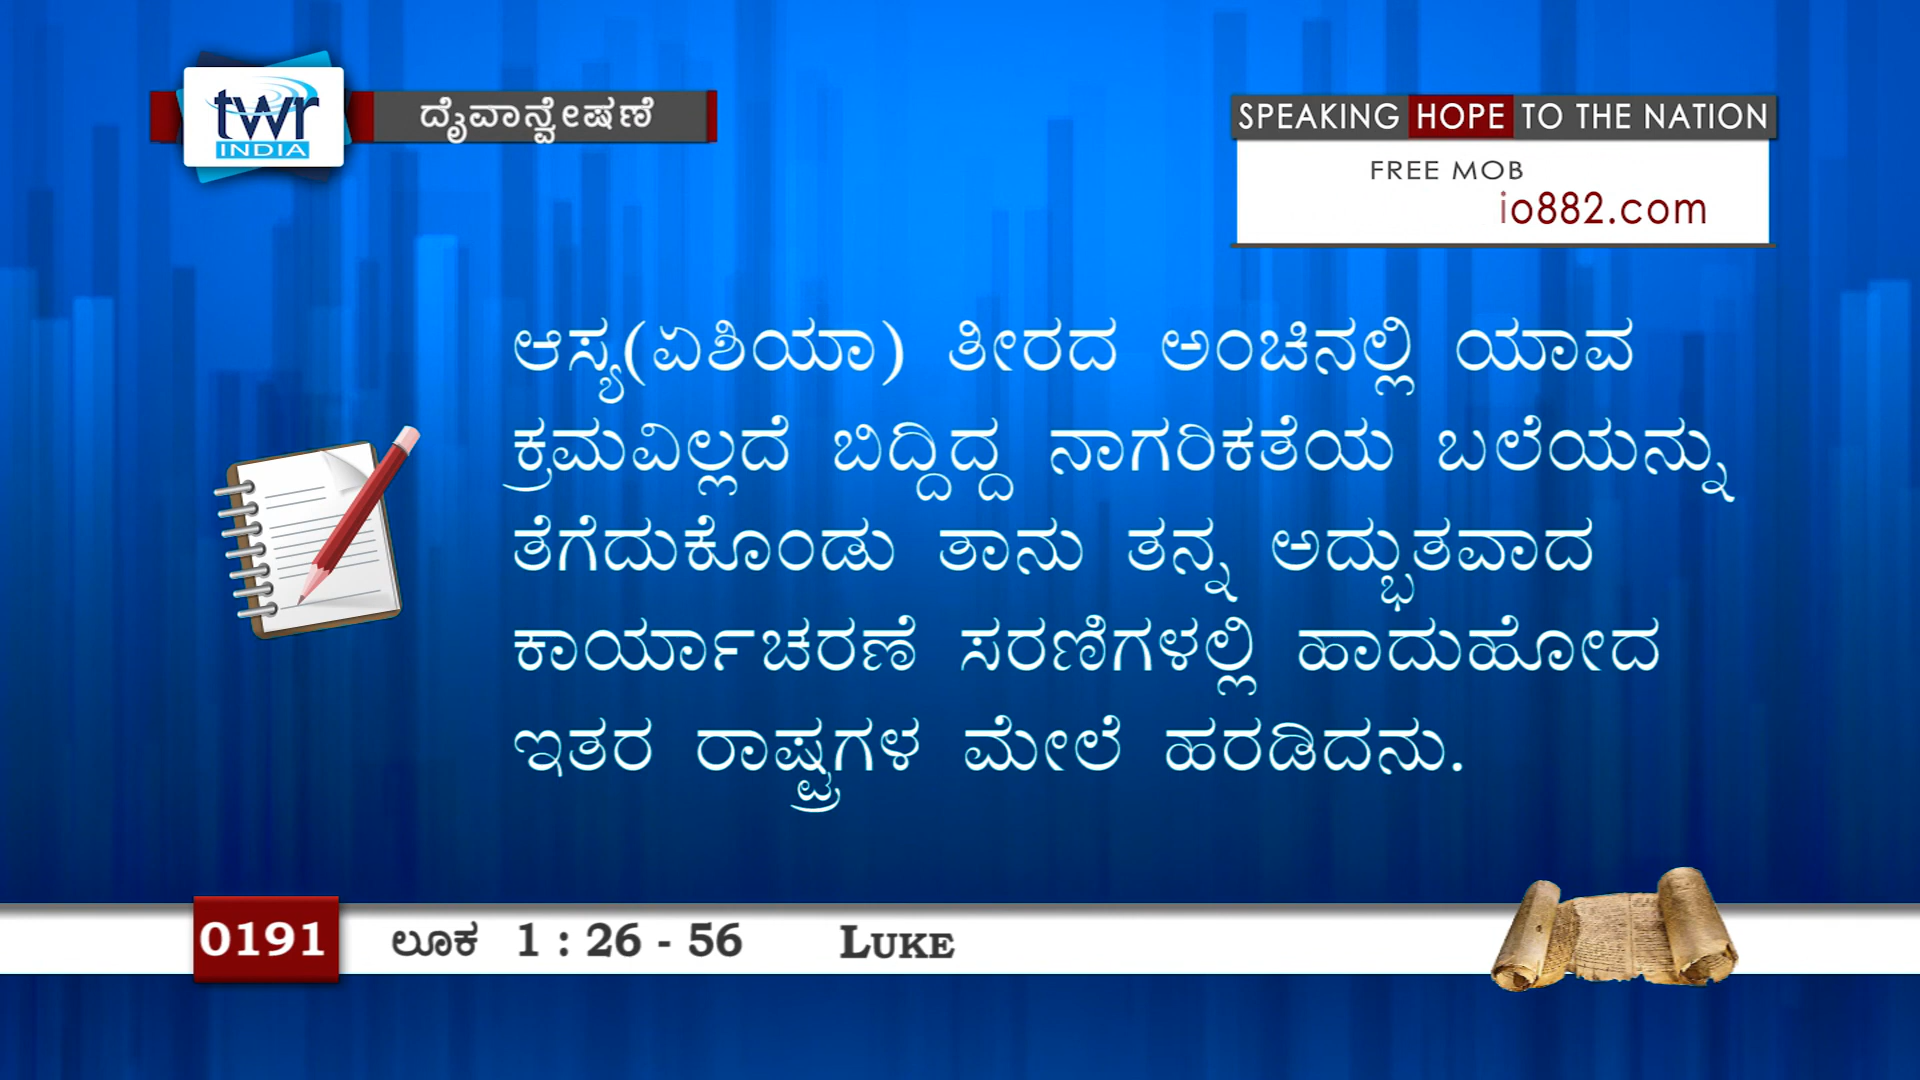 twr
INDIA
ದೈವಾನ್ವೇಷಣೆ
SPEAKING HOPE TO THE NATION
FREE MOB
io882.com
ಆಸ್ಯ(ಏಶಿಯಾ) ತೀರದ ಅಂಚಿನಲ್ಲಿ ಯಾವ
ಕ್ರಮವಿಲ್ಲದೆ ಬಿದ್ದಿದ್ದ ನಾಗರಿಕತೆಯ ಬಲೆಯನ್ನು
ತೆಗೆದುಕೊಂಡು ತಾನು ತನ್ನ ಅದ್ಭುತವಾದ
ಕಾರ್ಯಾಚರಣೆ ಸರಣಿಗಳಲ್ಲಿ ಹಾದುಹೋದ
ಇತರ ರಾಷ್ಟ್ರಗಳ ಮೇಲೆ ಹರಡಿದನು.
0191 ಲೂಕ 1 : 26 - 56 LUKE